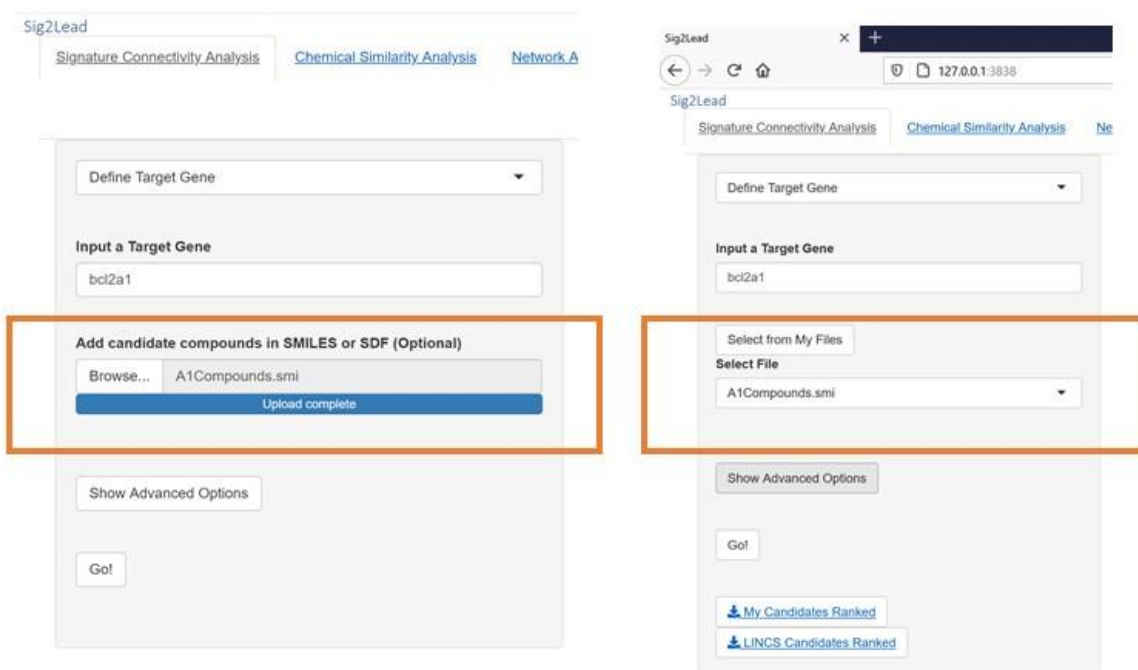 Sig2Lead
Signature Connectivity Analysis Chemical Similarity Analysis Network A
Define Target Gene
Input a Target Gene
bcl2a1
Add candidate compounds in SMILES or SDF (Optional)
Browse... A1Compounds.smi
Upload complete
Show Advanced Options
Go!
Sig2Lead × +
127.0.0.1:3838
Sig2Lead
Signature Connectivity Analysis Chemical Similarity Analysis Ne
Define Target Gene
Input a Target Gene
bcl2a1
Select from My Files
Select File
A1Compounds.smi
Show Advanced Options
Go!
My Candidates Ranked
LINCS Candidates Ranked